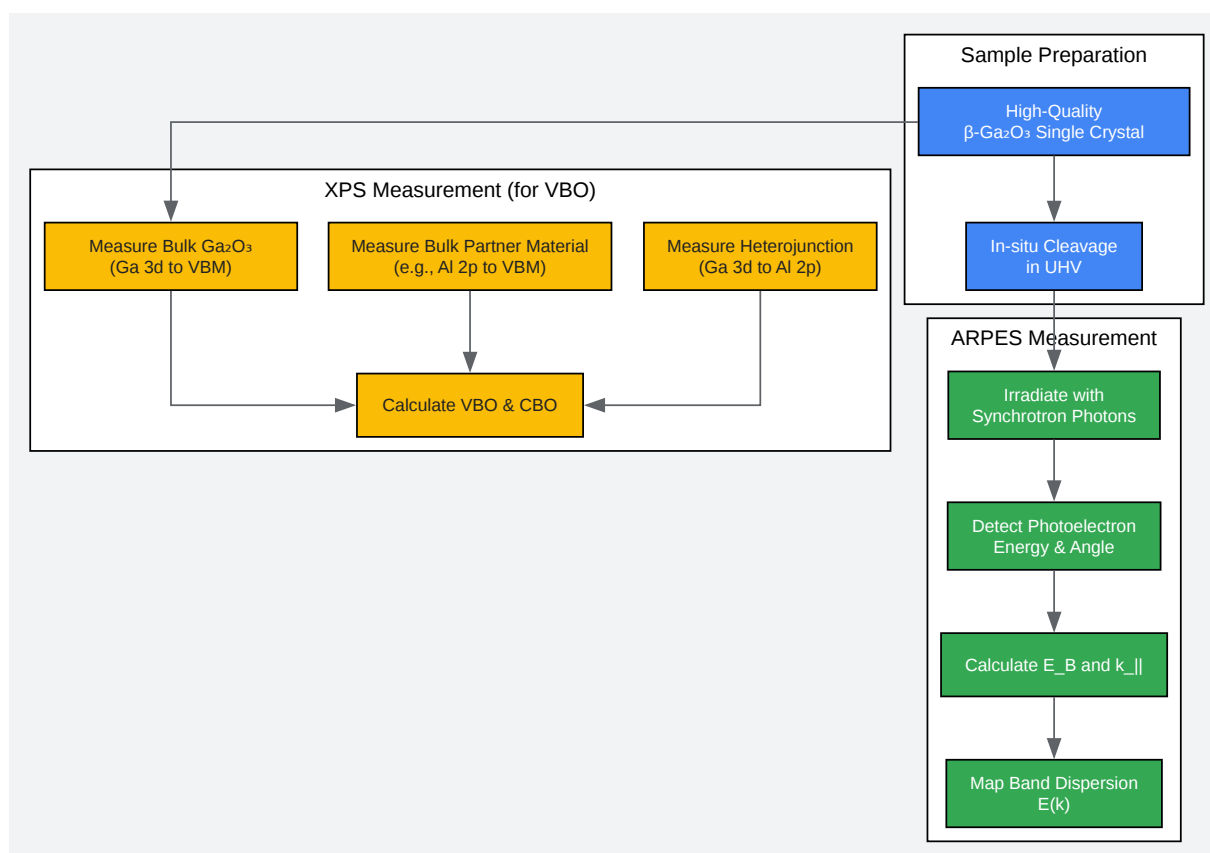 Sample Preparation
High-Quality
β-Ga₂O₃ Single Crystal
In-situ Cleavage
in UHV
XPS Measurement (for VBO)
Measure Bulk Ga₂O₃
(Ga 3d to VBM)
Measure Bulk Partner Material
(e.g., Al 2p to VBM)
Measure Heterojunction
(Ga 3d to Al 2p)
Calculate VBO & CBO
ARPES Measurement
Irradiate with
Synchrotron Photons
Detect Photoelectron
Energy & Angle
Calculate E_B and k_||
Map Band Dispersion
E(k)